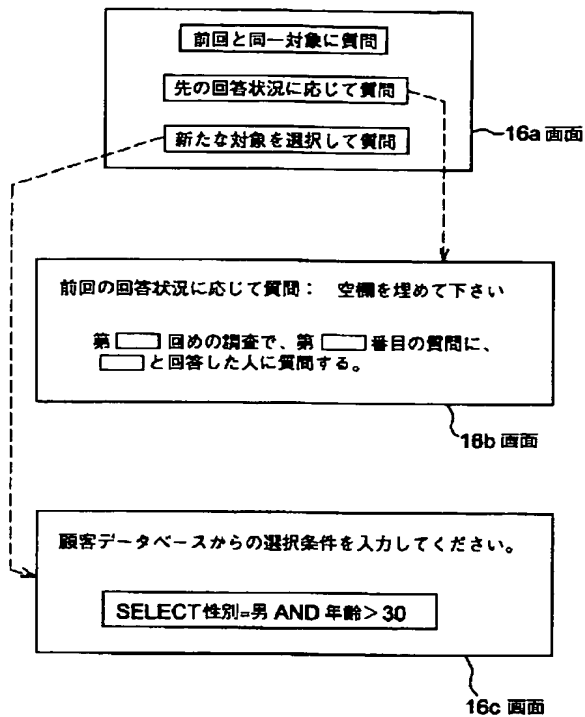 前回と同一対象に質問
先の回答状況に応じて質問
新たな対象を選択して質問
16a 画面
前回の回答状況に応じて質問： 空欄を埋めて下さい
第 回めの調査で、第 番目の質問に、
と回答した人に質問する。
16b 画面
顧客データベースからの選択条件を入力してください。
SELECT性別=男 AND 年齢＞30
16c 画面